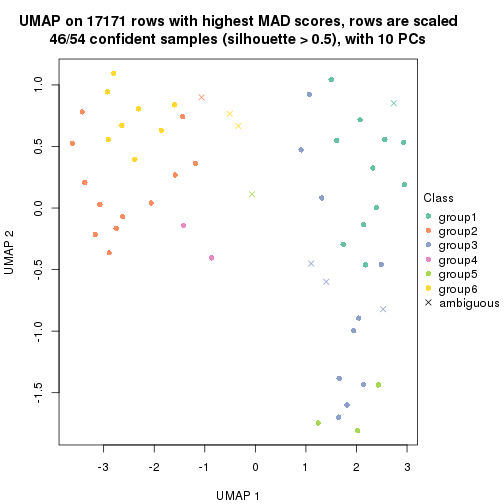 UMAP on 17171 rows with highest MAD scores, rows are scaled
46/54 confident samples (silhouette > 0.5), with 10 PCs
1.0
0.5
0.0
-0.5
-1.0
-1.5
UMAP 2
-3
-2
-1
0
1
2
3
UMAP 1
Class
group1
group2
group3
group4
group5
group6
ambiguous